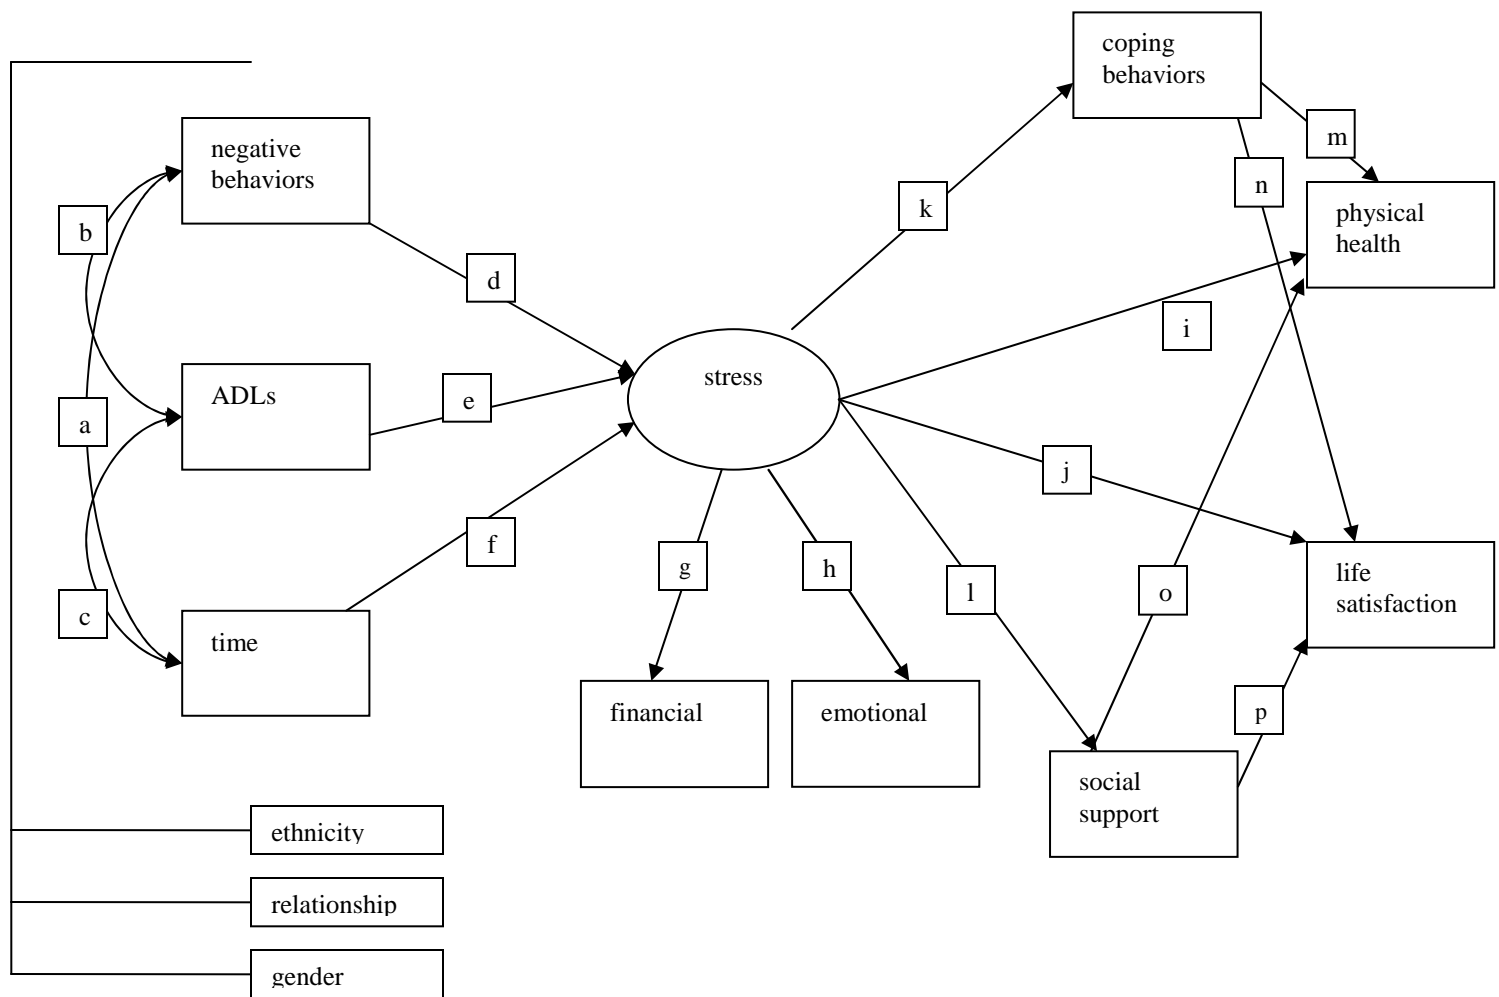 coping
behaviors
m
negative
behaviors
n
k
physical
health
b
d
i
stress
ADLs
e
a
j
f
g
h
l
o
life
satisfaction
c
time
financial
emotional
p
social
support
ethnicity
relationship
gender